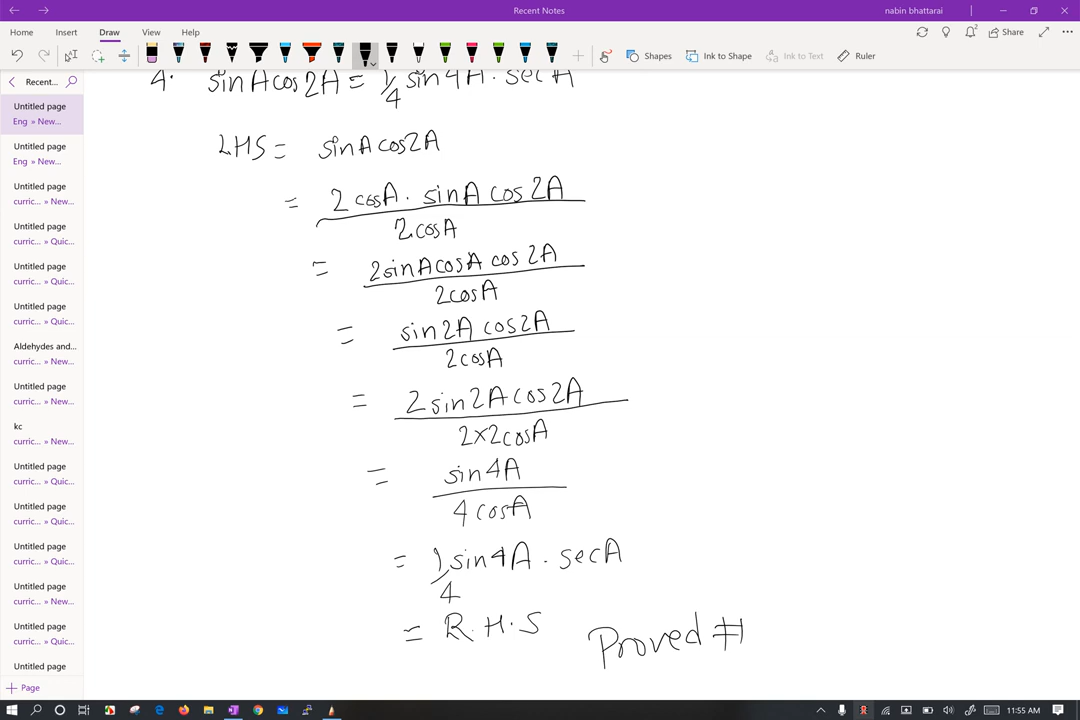 Recent Notes
nabin bhattarai
Home Insert Draw View Help
Share
Shapes Ink to Shape Ink to Text Ruler
Recent...
Untitled page
Eng » New...
Untitled page
Eng » New...
Untitled page
curric... » New...
Untitled page
curric... » Quic...
Untitled page
curric... » Quic...
Untitled page
curric... » Quic...
Aldehydes and...
curric... » New...
Untitled page
curric... » New...
kc
curric... » New...
Untitled page
curric... » Quic...
Untitled page
curric... » Quic...
Untitled page
curric... » Quic...
Untitled page
curric... » New...
Untitled page
curric... » Quic...
Untitled page
+ Page
4. sinAcos2A = 1/4 sin4A . secA
LHS = sinAcos2A
= 2cosA . sinA cos2A
2cosA
= 2sinAcosA cos2A
2cosA
= sin2A cos2A
2cosA
= 2sin2Acos2A
2×2cosA
= sin4A
4cosA
= 1/4 sin4A . secA
= R.H.S Proved #
11:55 AM